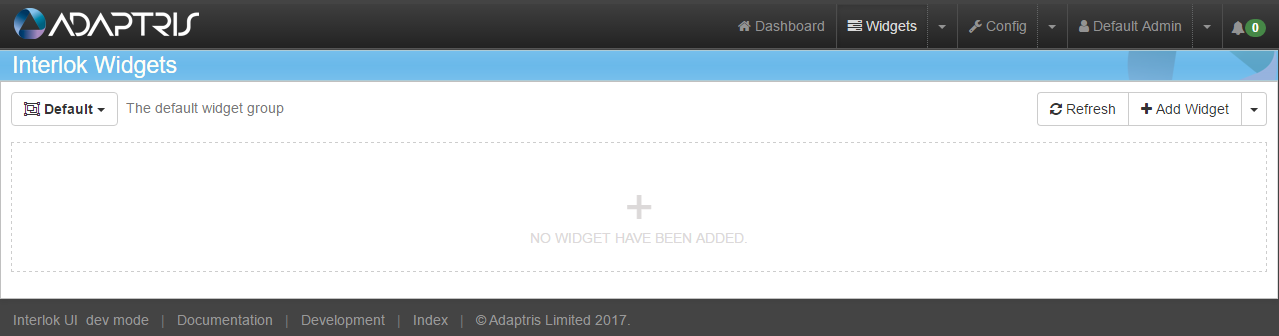 ADAPTRIS Dashboard Widgets Config Default Admin 0
Interlok Widgets
Default The default widget group Refresh Add Widget
NO WIDGET HAVE BEEN ADDED.
Interlok UI dev mode | Documentation | Development | Index | © Adaptris Limited 2017.